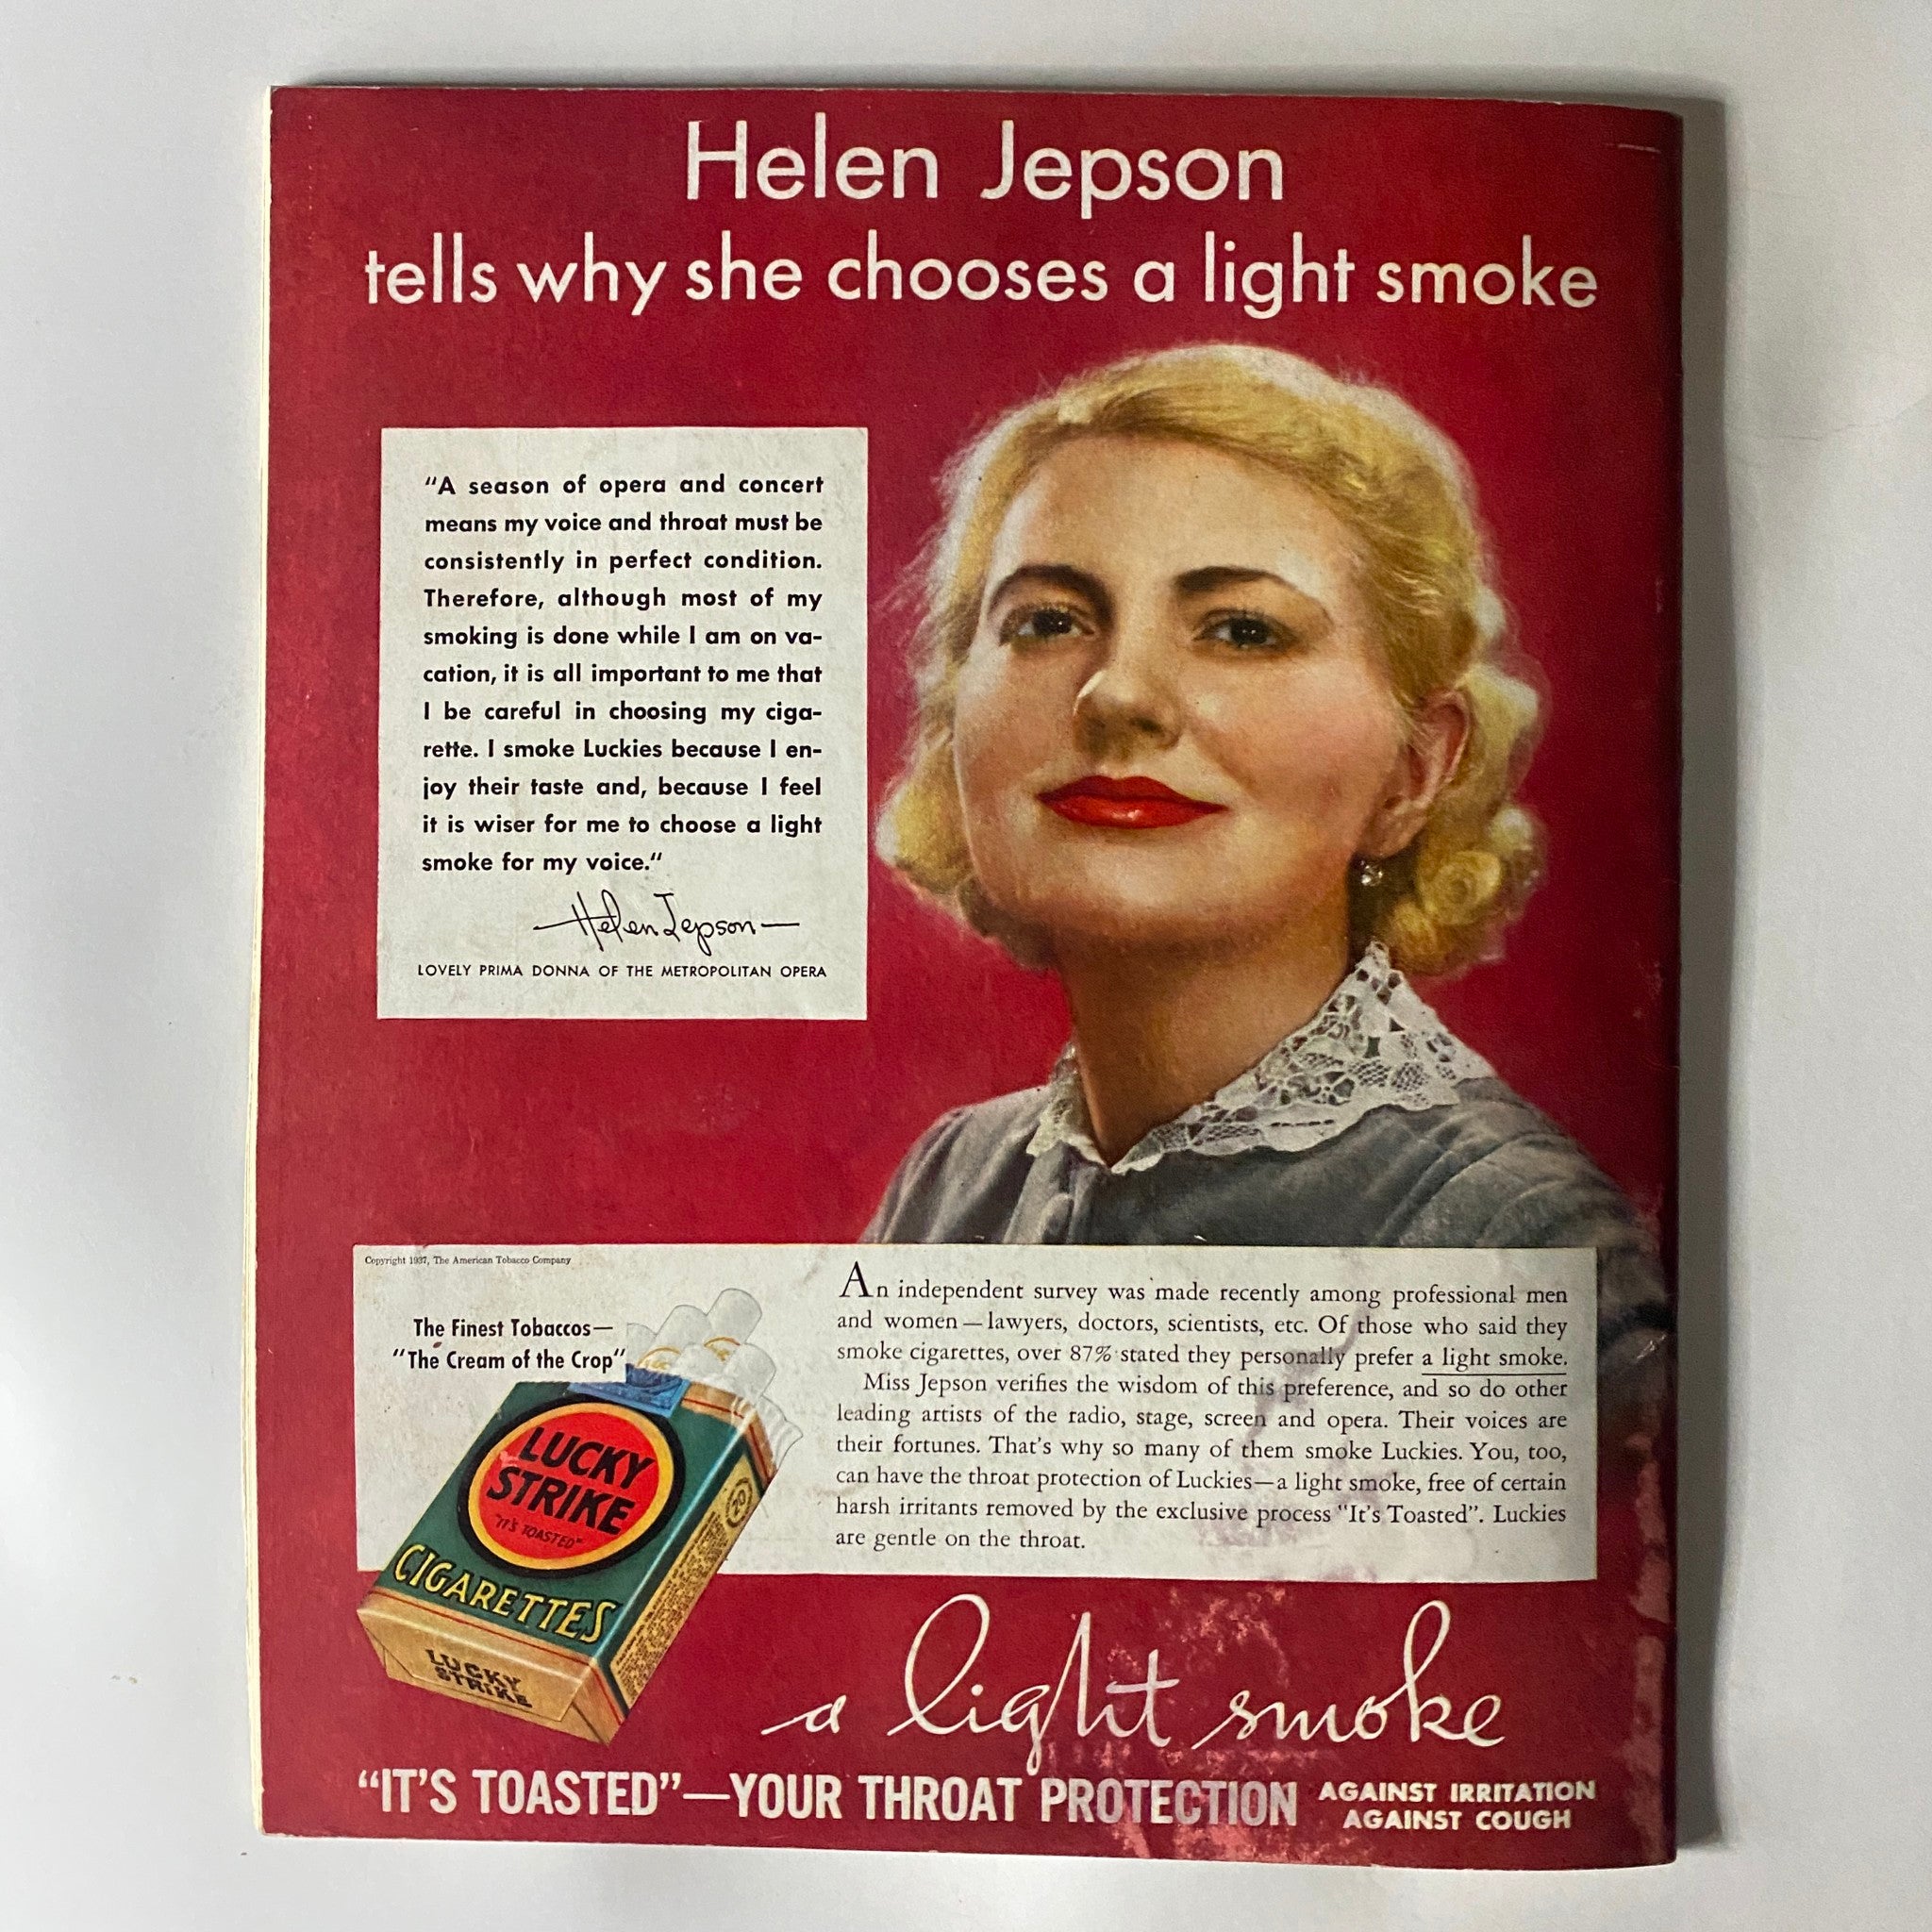 Helen Jepson
tells why she chooses a light smoke
"A season of opera and concert
means my voice and throat must be
consistently in perfect condition.
Therefore, although most of my
smoking is done while I am on va-
cation, it is all important to me that
I be careful in choosing my ciga-
rette. I smoke Luckies because I en-
joy their taste and, because I feel
it is wiser for me to choose a light
smoke for my voice."
Helen Jepson
LOVELY PRIMA DONNA OF THE METROPOLITAN OPERA
Copyright 1937, The American Tobacco Company
The Finest Tobaccos—
"The Cream of the Crop"
LUCKY
STRIKE
"IT'S TOASTED"
CIGARETTES
LUCKY
STRIKE
20
An independent survey was made recently among professional men
and women—lawyers, doctors, scientists, etc. Of those who said they
smoke cigarettes, over 87% stated they personally prefer a light smoke.
Miss Jepson verifies the wisdom of this preference, and so do other
leading artists of the radio, stage, screen and opera. Their voices are
their fortunes. That's why so many of them smoke Luckies. You, too,
can have the throat protection of Luckies—a light smoke, free of certain
harsh irritants removed by the exclusive process "It's Toasted". Luckies
are gentle on the throat.
a light smoke
"IT'S TOASTED"—YOUR THROAT PROTECTION
AGAINST IRRITATION
AGAINST COUGH